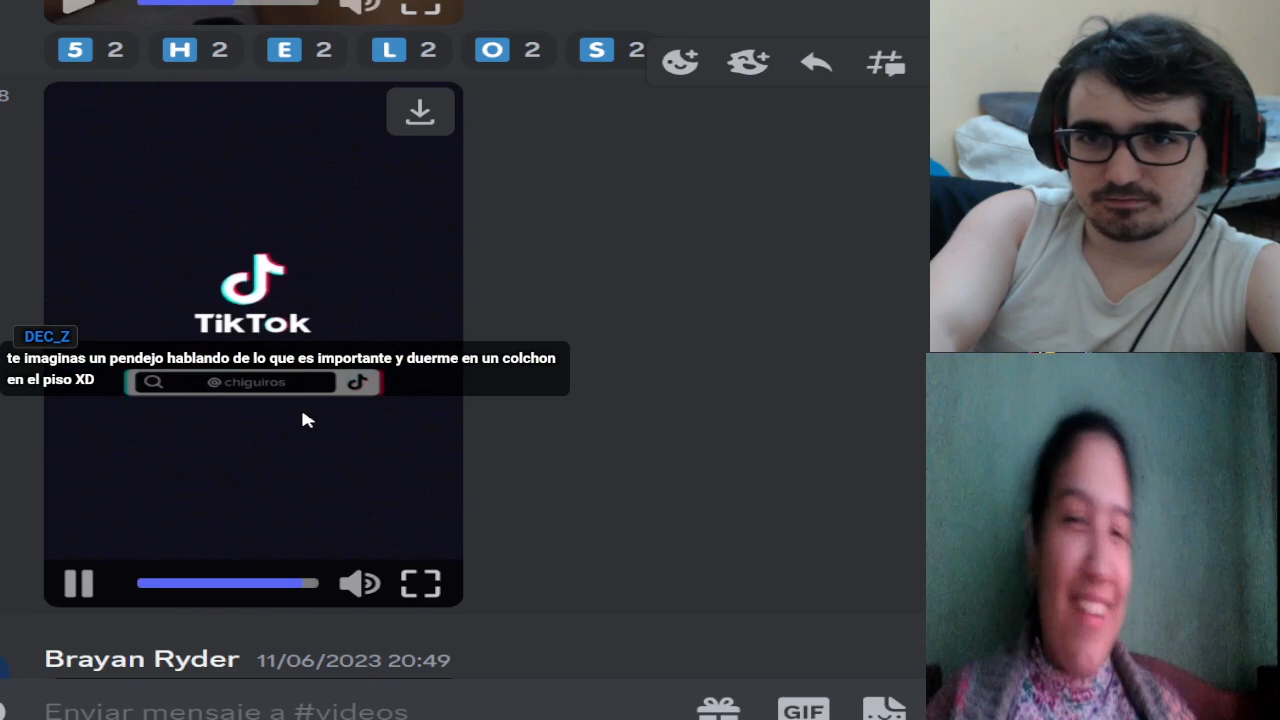 5 2 H 2 E 2 L 2 O 2 S 2
8
TikTok
DEC_Z
te imaginas un pendejo hablando de lo que es importante y duerme en un colchon
en el piso XD
@chiguiros
Brayan Ryder 11/06/2023 20:49
Enviar mensaje a #videos
GIF